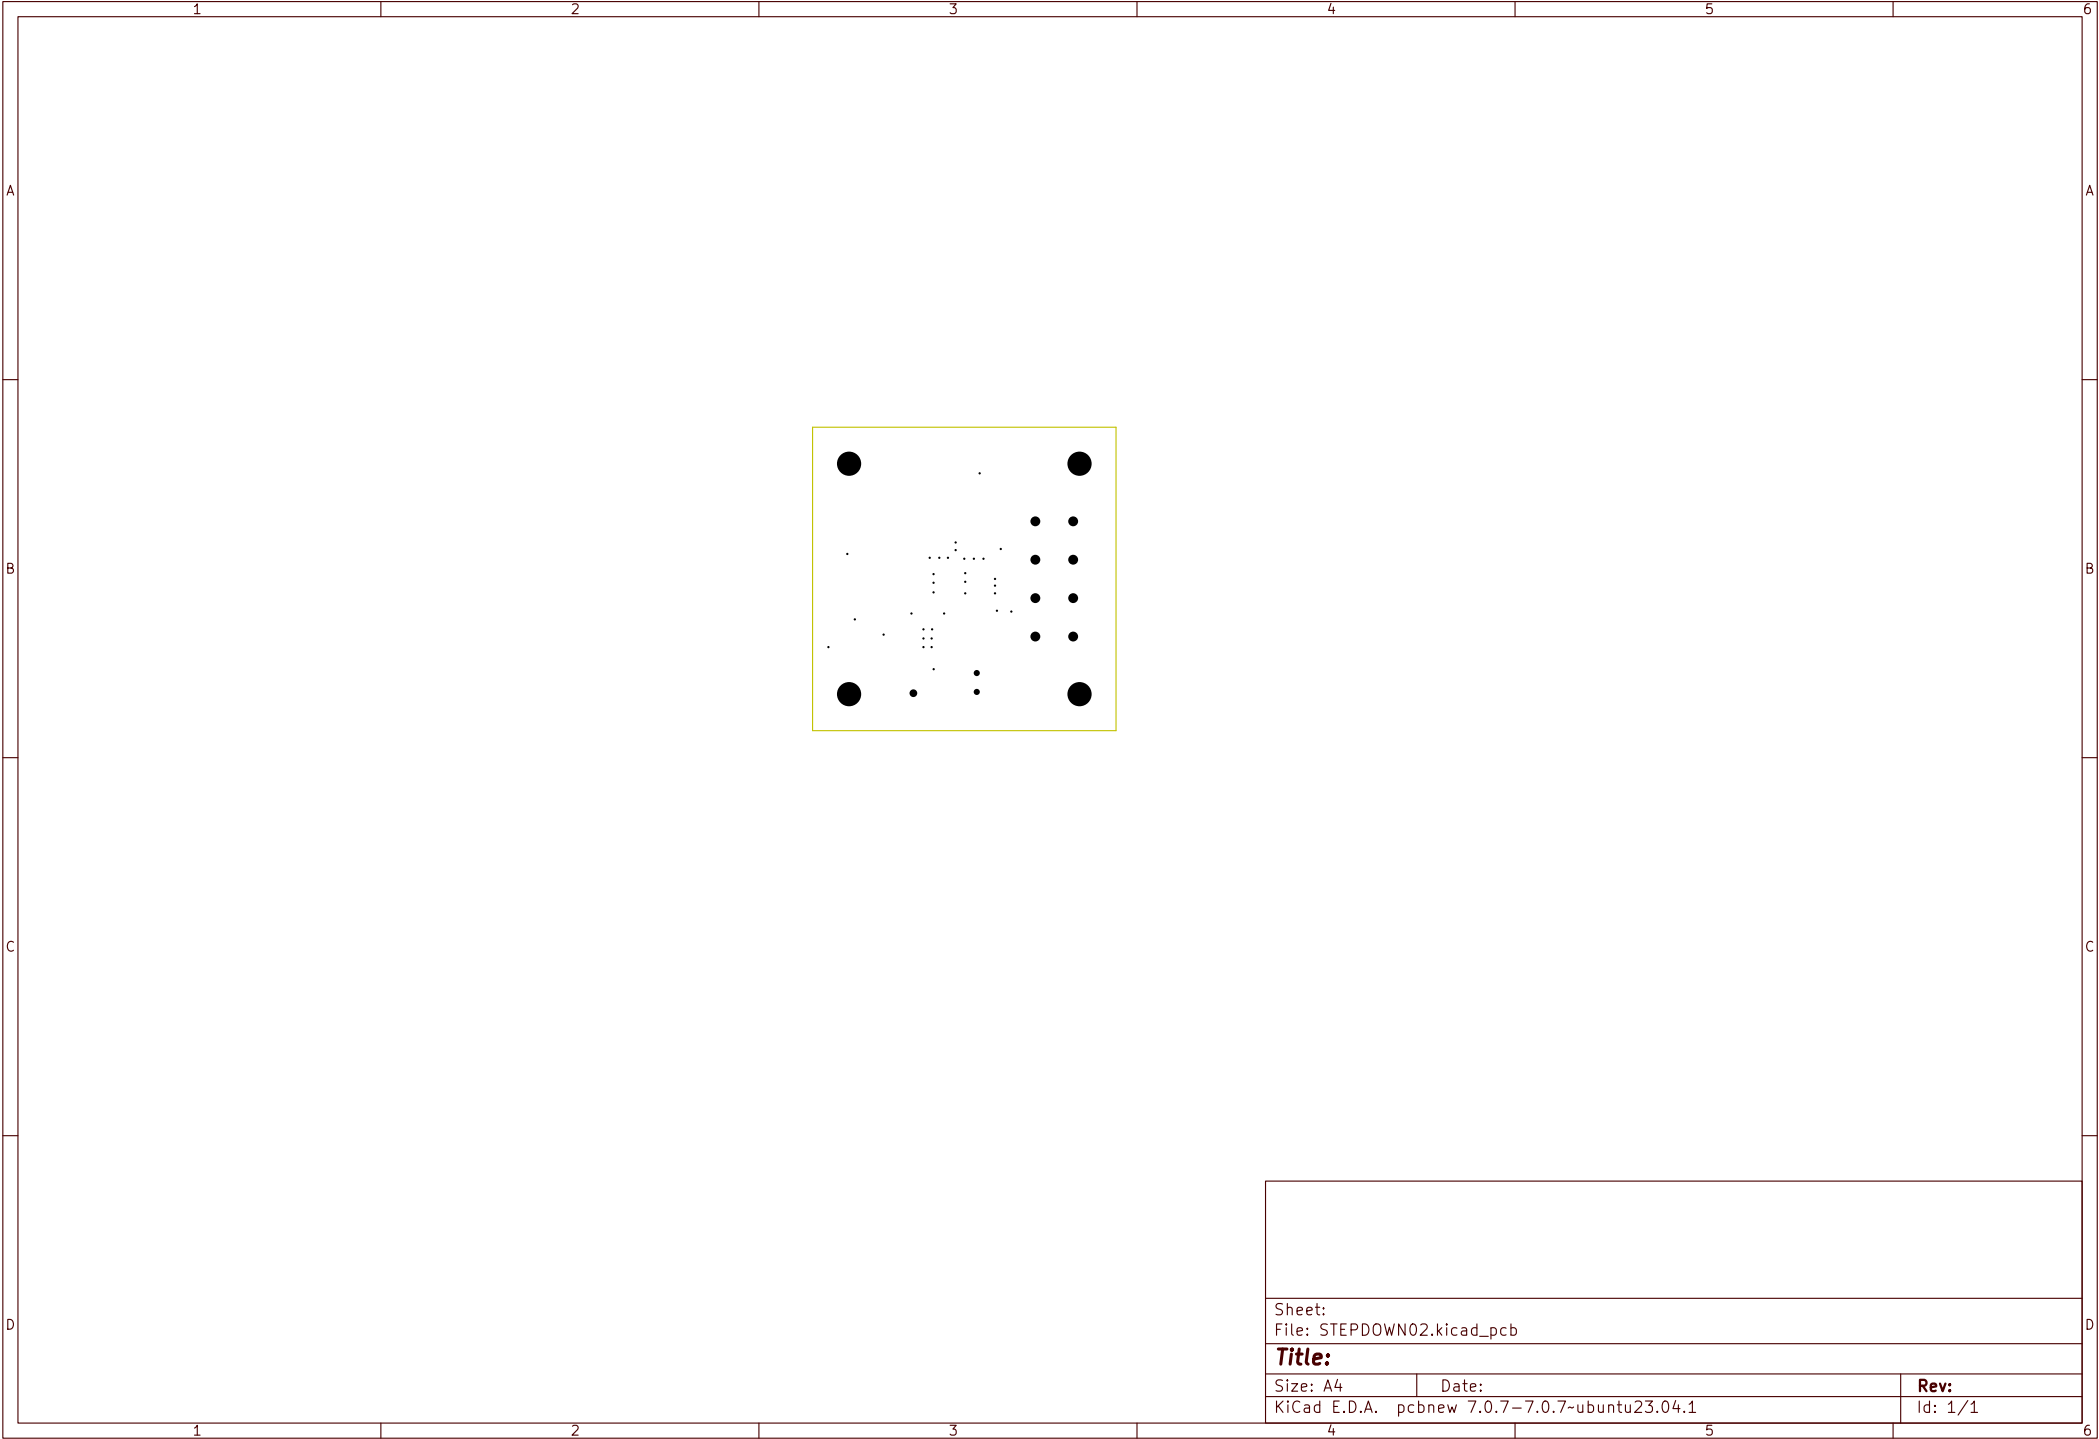 1 2 3 4 5 6
A A
B B
C C
D D
Sheet:
File: STEPDOWN02.kicad_pcb
Title:
Size: A4 Date: Rev:
KiCad E.D.A. pcbnew 7.0.7-7.0.7~ubuntu23.04.1 Id: 1/1
1 2 3 4 5 6